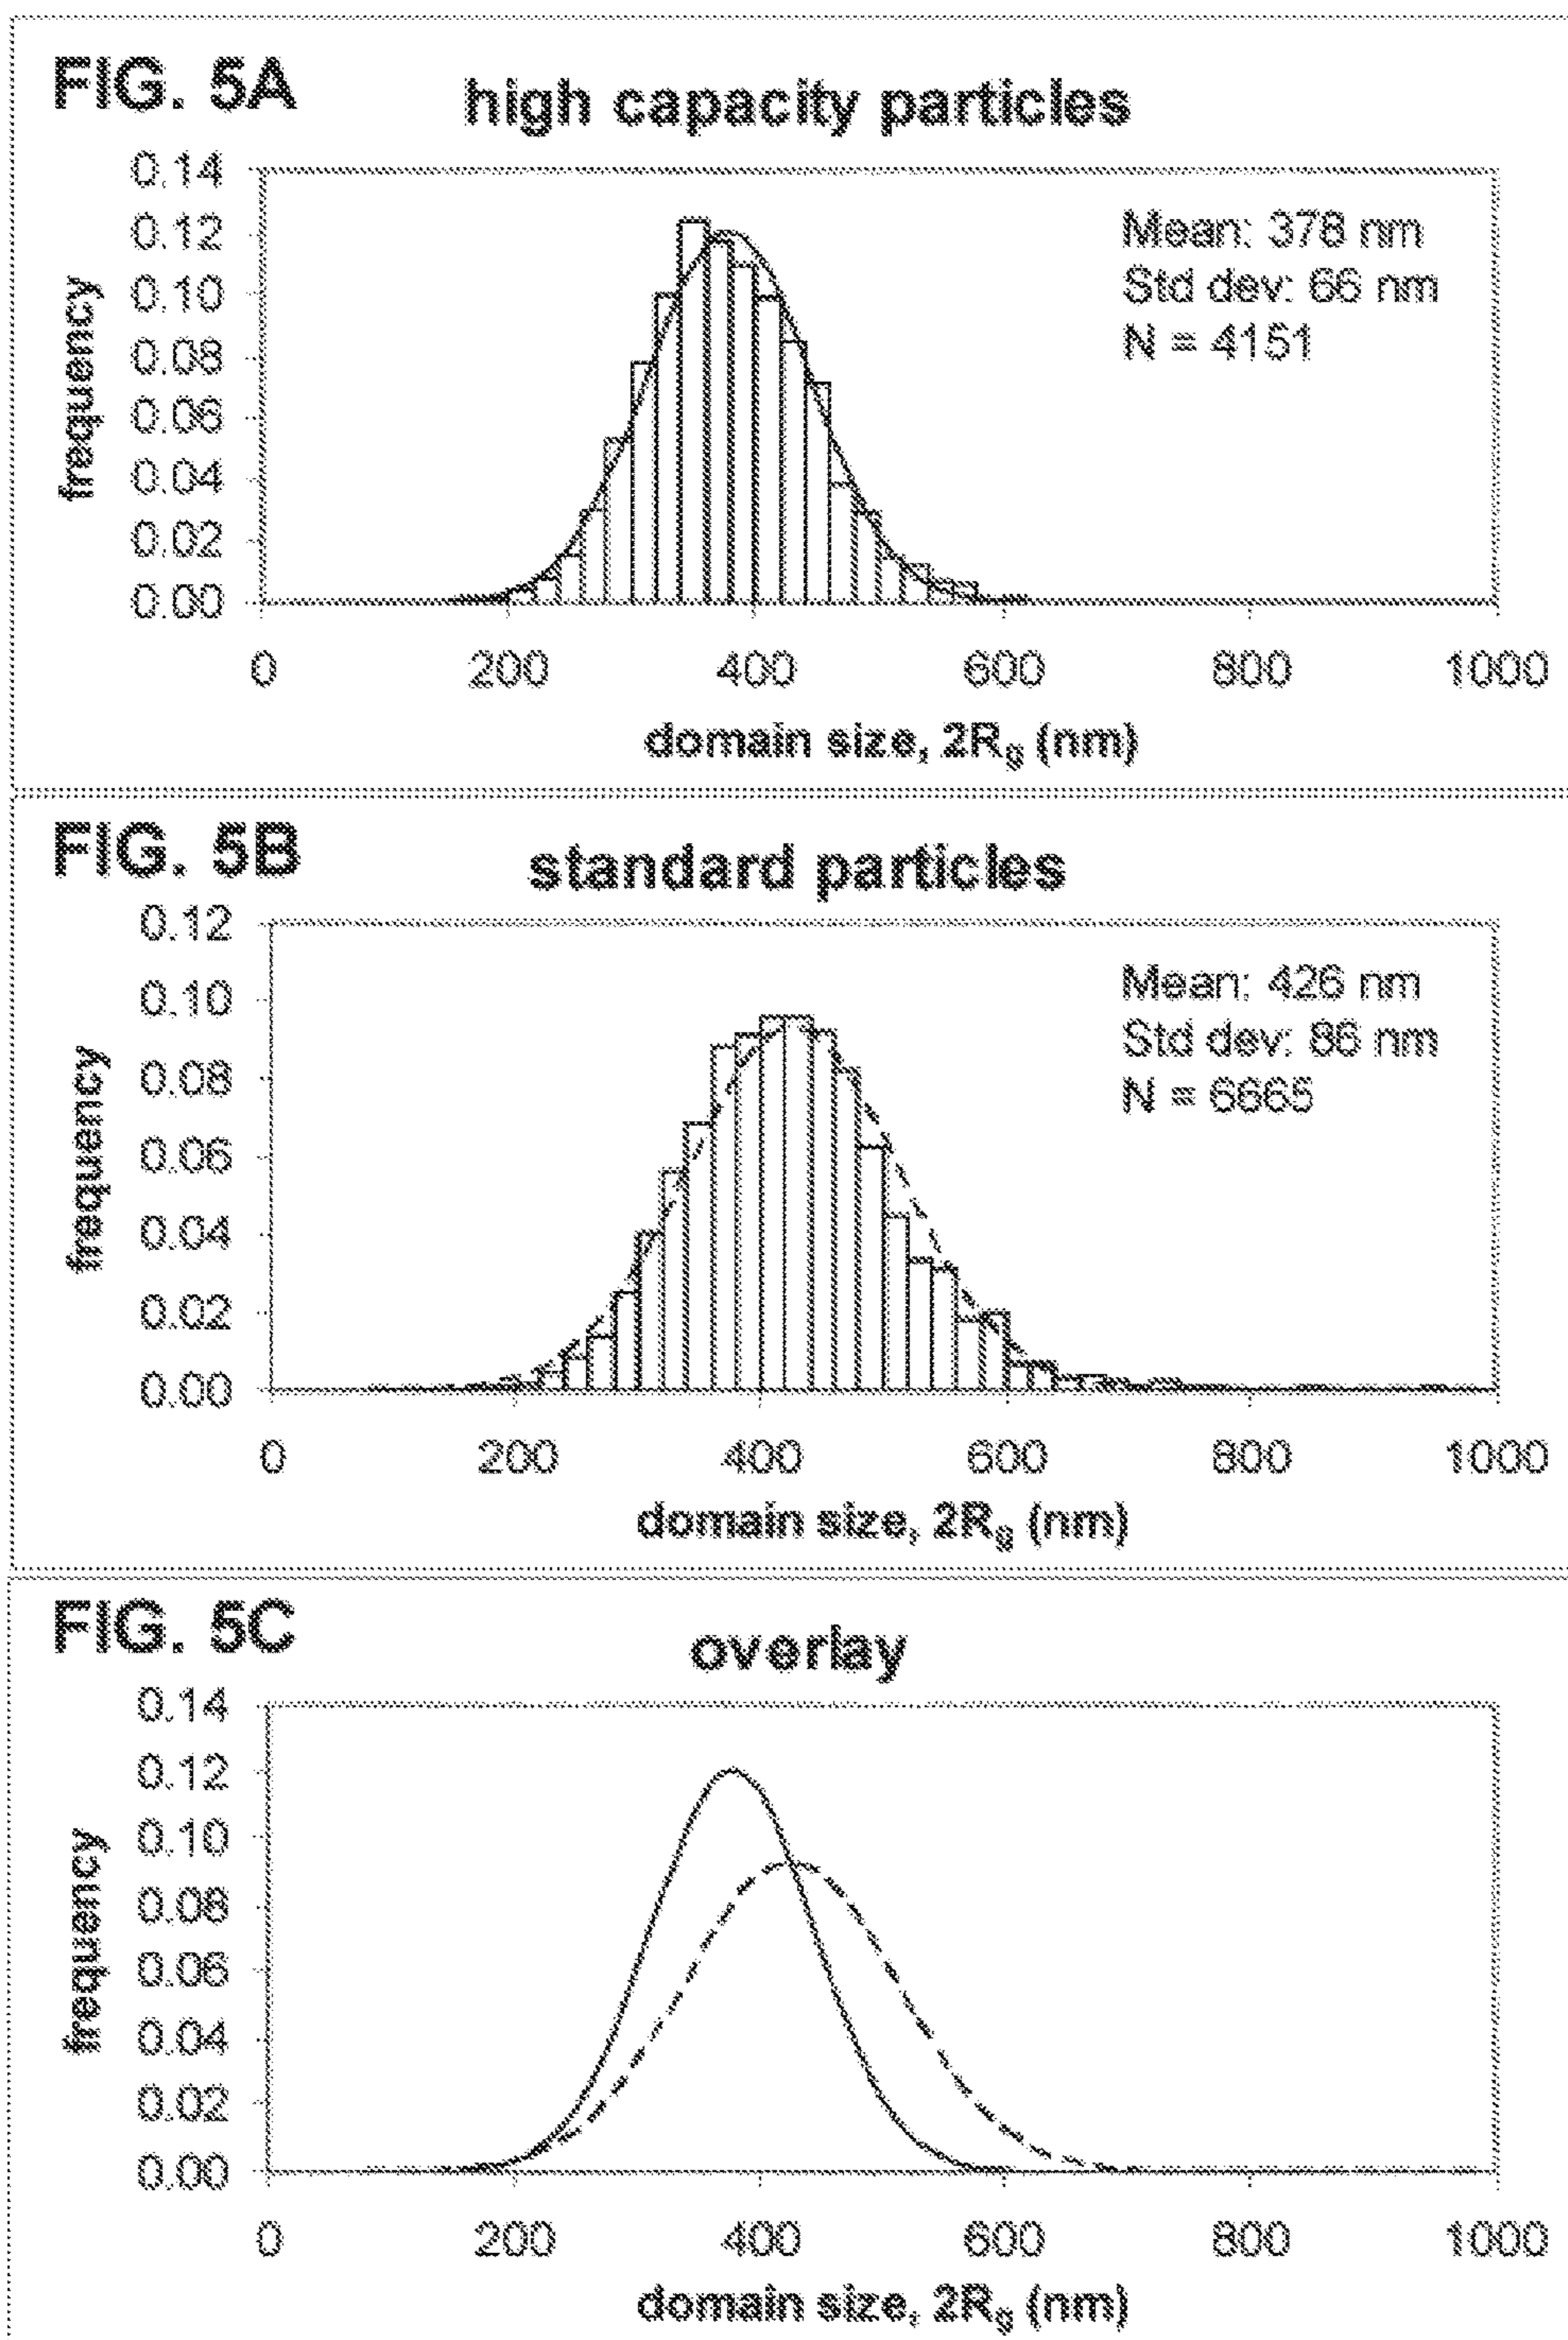 FIG. 5A
high capacity particles
0.14
0.12
0.10
0.08
0.06
0.04
0.02
0.00
frequency
Mean: 378 nm
Std dev: 66 nm
N = 4151
0 200 400 600 800 1000
domain size, 2Rg (nm)
FIG. 5B
standard particles
0.12
0.10
0.08
0.06
0.04
0.02
0.00
frequency
Mean: 426 nm
Std dev: 86 nm
N = 6665
0 200 400 600 800 1000
domain size, 2Rg (nm)
FIG. 5C
overlay
0.14
0.12
0.10
0.08
0.06
0.04
0.02
0.00
frequency
0 200 400 600 800 1000
domain size, 2Rg (nm)